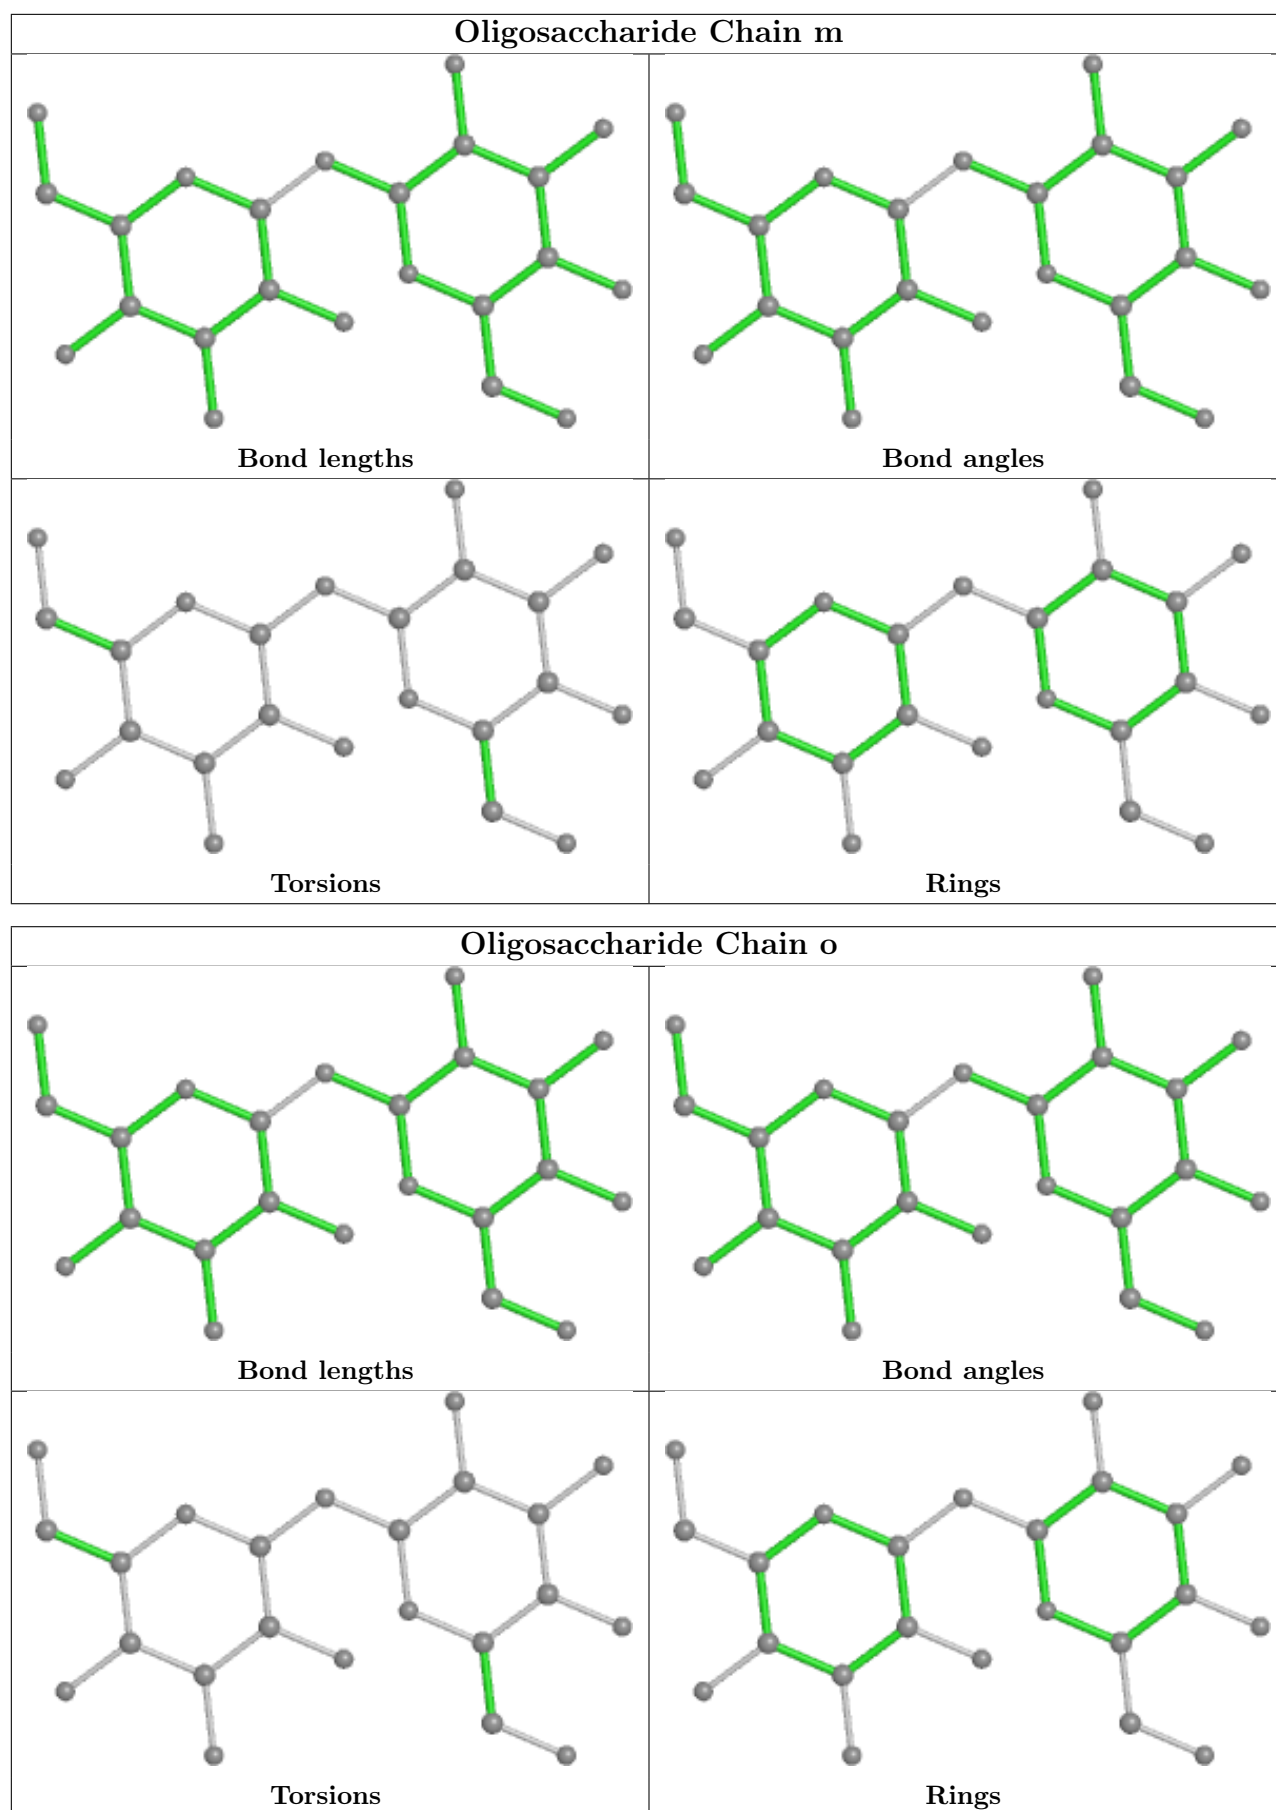 Oligosaccharide Chain m
Bond lengths
Bond angles
Torsions
Rings
Oligosaccharide Chain o
Bond lengths
Bond angles
Torsions
Rings